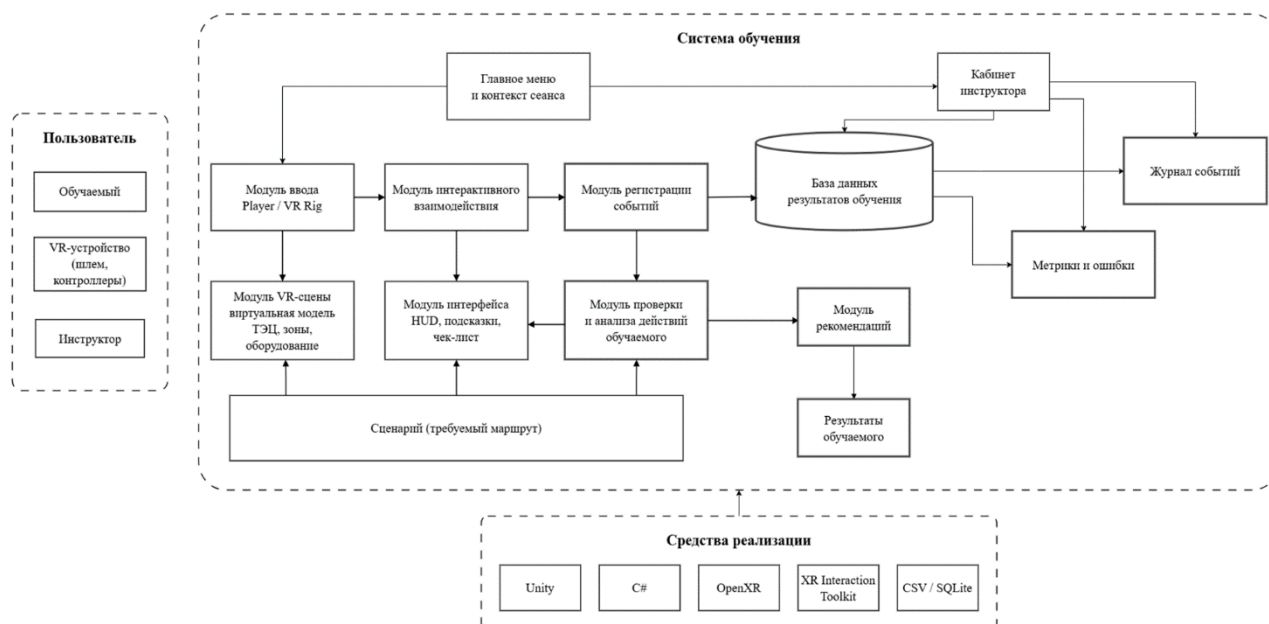 Система обучения
Главное меню
и контекст сеанса
Кабинет
инструктора
Пользователь
Обучаемый
VR-устройство
(шлем,
контроллеры)
Инструктор
Модуль ввода
Player / VR Rig
Модуль интерактивного
взаимодействия
Модуль регистрации
событий
База данных
результатов обучения
Журнал событий
Метрики и ошибки
Модуль VR-сцены
виртуальная модель
ТЭЦ, зоны,
оборудование
Модуль интерфейса
HUD, подсказки,
чек-лист
Модуль проверки
и анализа действий
обучаемого
Модуль
рекомендаций
Сценарий (требуемый маршрут)
Результаты
обучаемого
Средства реализации
Unity
C#
OpenXR
XR Interaction
Toolkit
CSV / SQLite